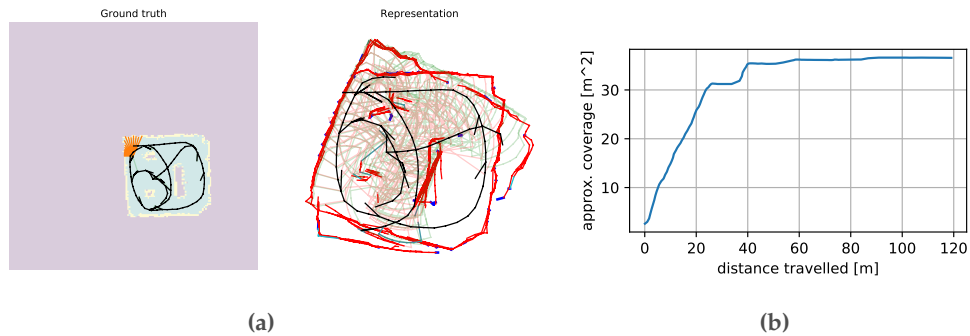 Ground truth
Representation
approx. coverage [m^2]
30
20
10
0 20 40 60 80 100 120
distance travelled [m]
(a)
(b)